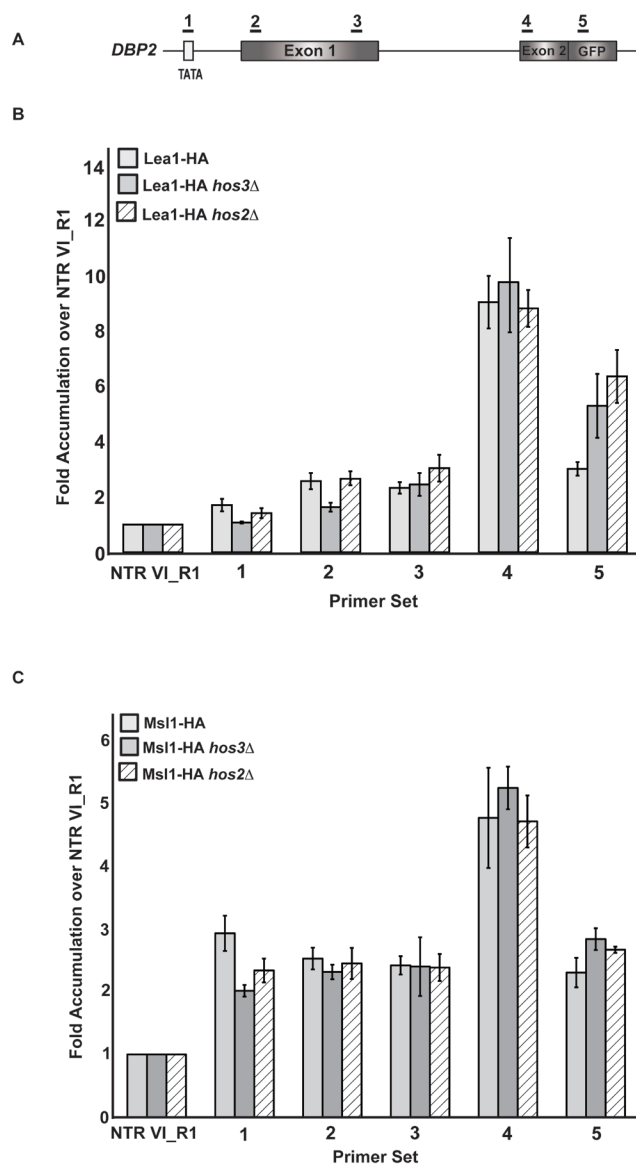 A
1
2
3
4
5
DBP2
Exon 1
Exon 2
GFP
TATA
B
Fold Accumulation over NTR VI_R1
14
12
10
8
6
4
2
0
Lea1-HA
Lea1-HA hos3Δ
Lea1-HA hos2Δ
NTR VI_R1
1
2
3
4
5
Primer Set
C
Fold Accumulation over NTR VI_R1
6
5
4
3
2
1
0
Msl1-HA
Msl1-HA hos3Δ
Msl1-HA hos2Δ
NTR VI_R1
1
2
3
4
5
Primer Set